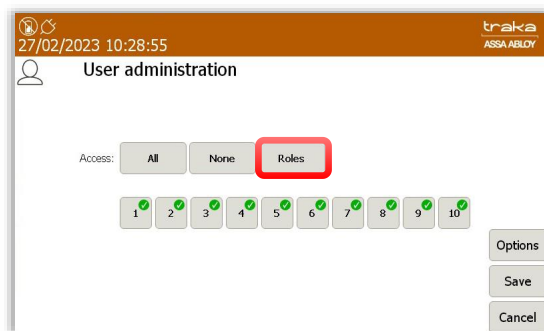 traka
27/02/2023 10:28:55
ASSA ABLOY
User administration
Access: All None Roles
1 2 3 4 5 6 7 8 9 10
Options
Save
Cancel